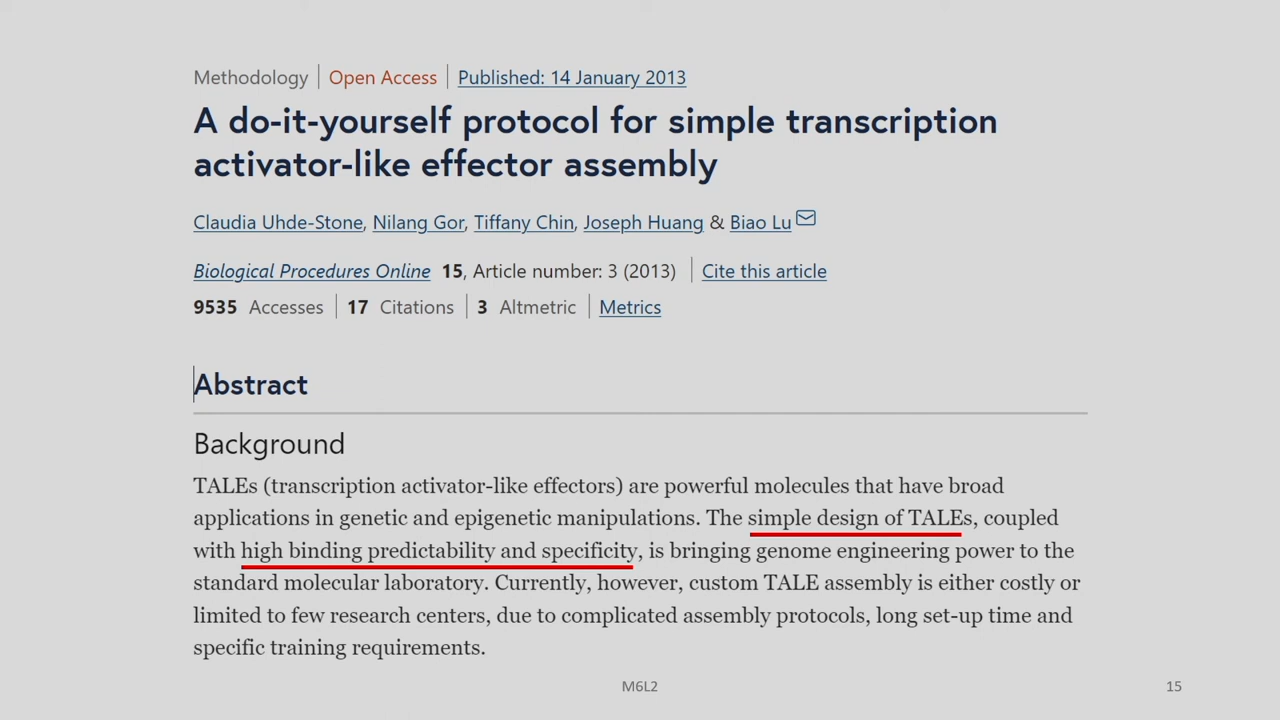 Methodology | Open Access | Published: 14 January 2013
A do-it-yourself protocol for simple transcription
activator-like effector assembly
Claudia Uhde-Stone, Nilang Gor, Tiffany Chin, Joseph Huang & Biao Lu
Biological Procedures Online 15, Article number: 3 (2013) | Cite this article
9535 Accesses | 17 Citations | 3 Altmetric | Metrics
Abstract
Background
TALEs (transcription activator-like effectors) are powerful molecules that have broad
applications in genetic and epigenetic manipulations. The simple design of TALEs, coupled
with high binding predictability and specificity, is bringing genome engineering power to the
standard molecular laboratory. Currently, however, custom TALE assembly is either costly or
limited to few research centers, due to complicated assembly protocols, long set-up time and
specific training requirements.
M6L2
15